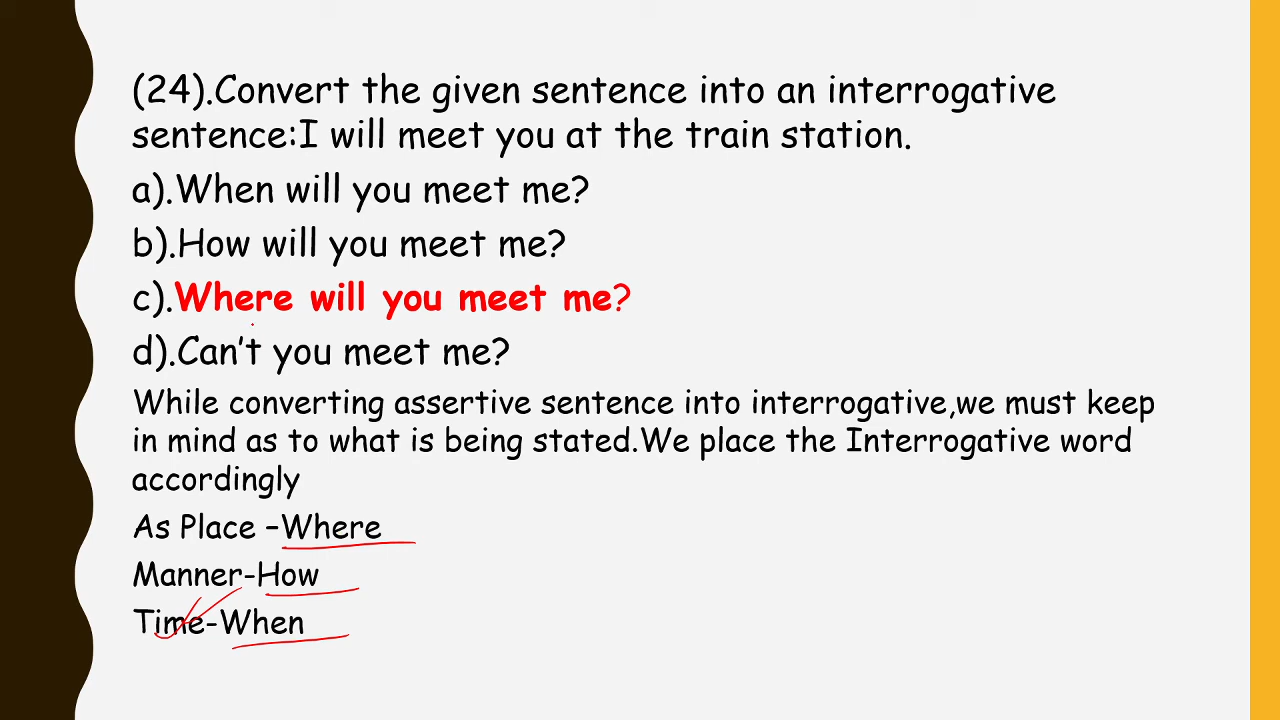 (24).Convert the given sentence into an interrogative
sentence:I will meet you at the train station.
a).When will you meet me?
b).How will you meet me?
c).Where will you meet me?
d).Can't you meet me?
While converting assertive sentence into interrogative,we must keep
in mind as to what is being stated.We place the Interrogative word
accordingly
As Place –Where
Manner-How
Time-When